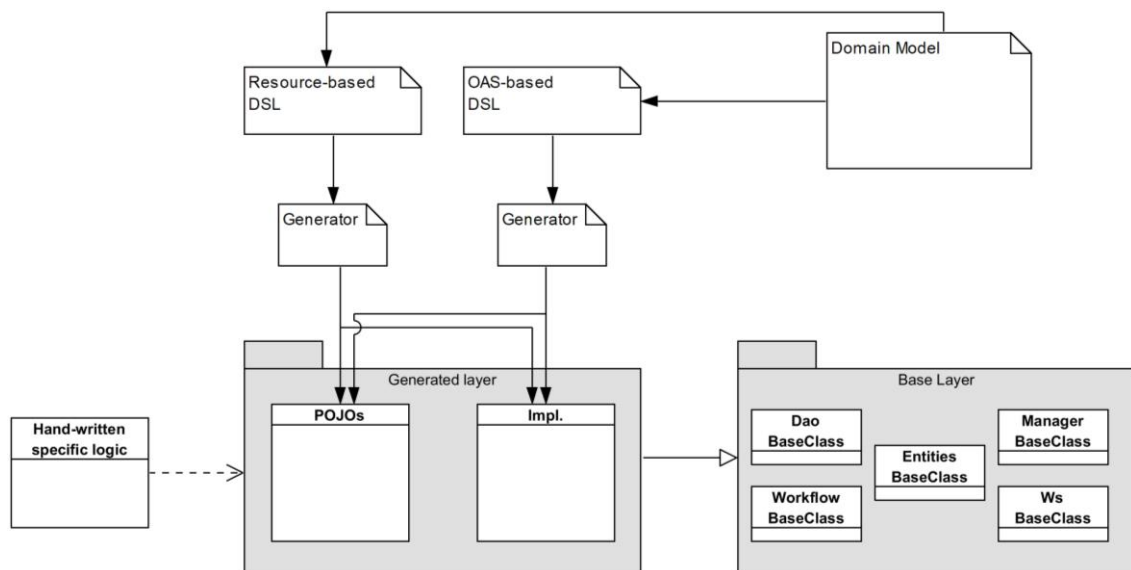 Domain Model
Resource-based
DSL
OAS-based
DSL
Generator
Generator
Generated layer
Base Layer
POJOs
Impl.
Hand-written
specific logic
Dao
BaseClass
Manager
BaseClass
Entities
BaseClass
Workflow
BaseClass
Ws
BaseClass